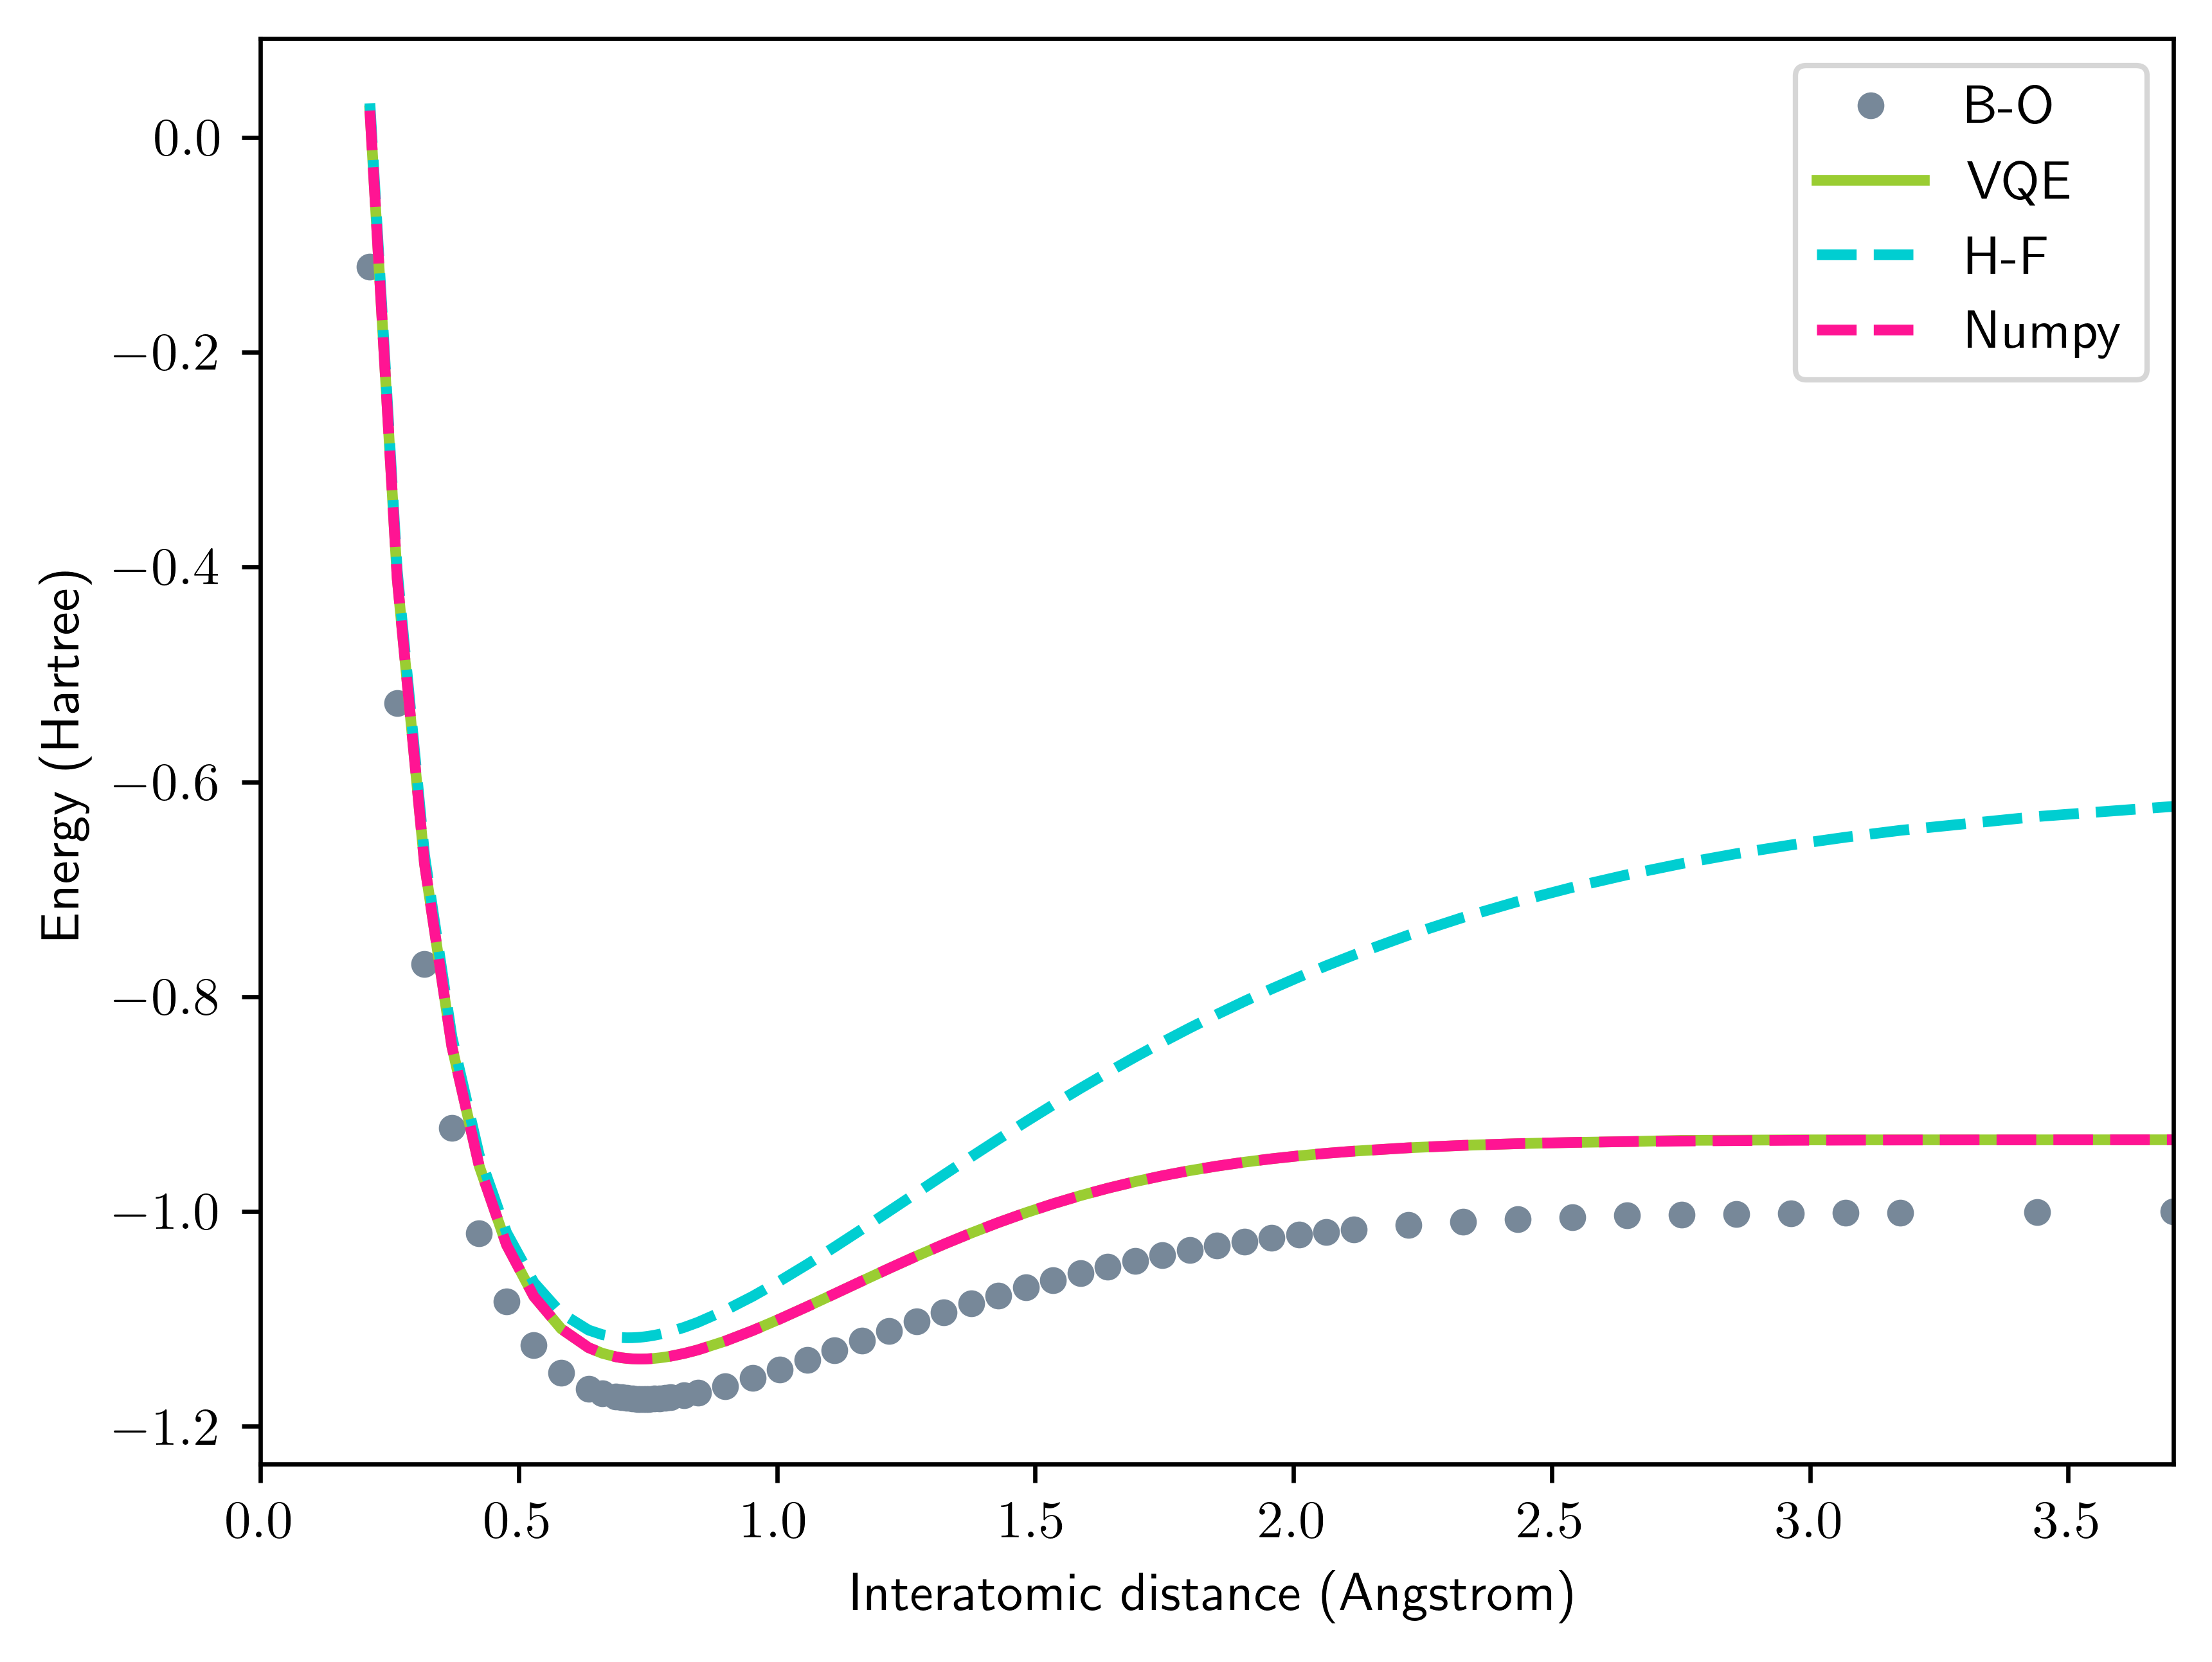 B-O
VQE
H-F
Numpy
0.0
−0.2
−0.4
−0.6
−0.8
−1.0
−1.2
Energy (Hartree)
0.0 0.5 1.0 1.5 2.0 2.5 3.0 3.5
Interatomic distance (Angstrom)